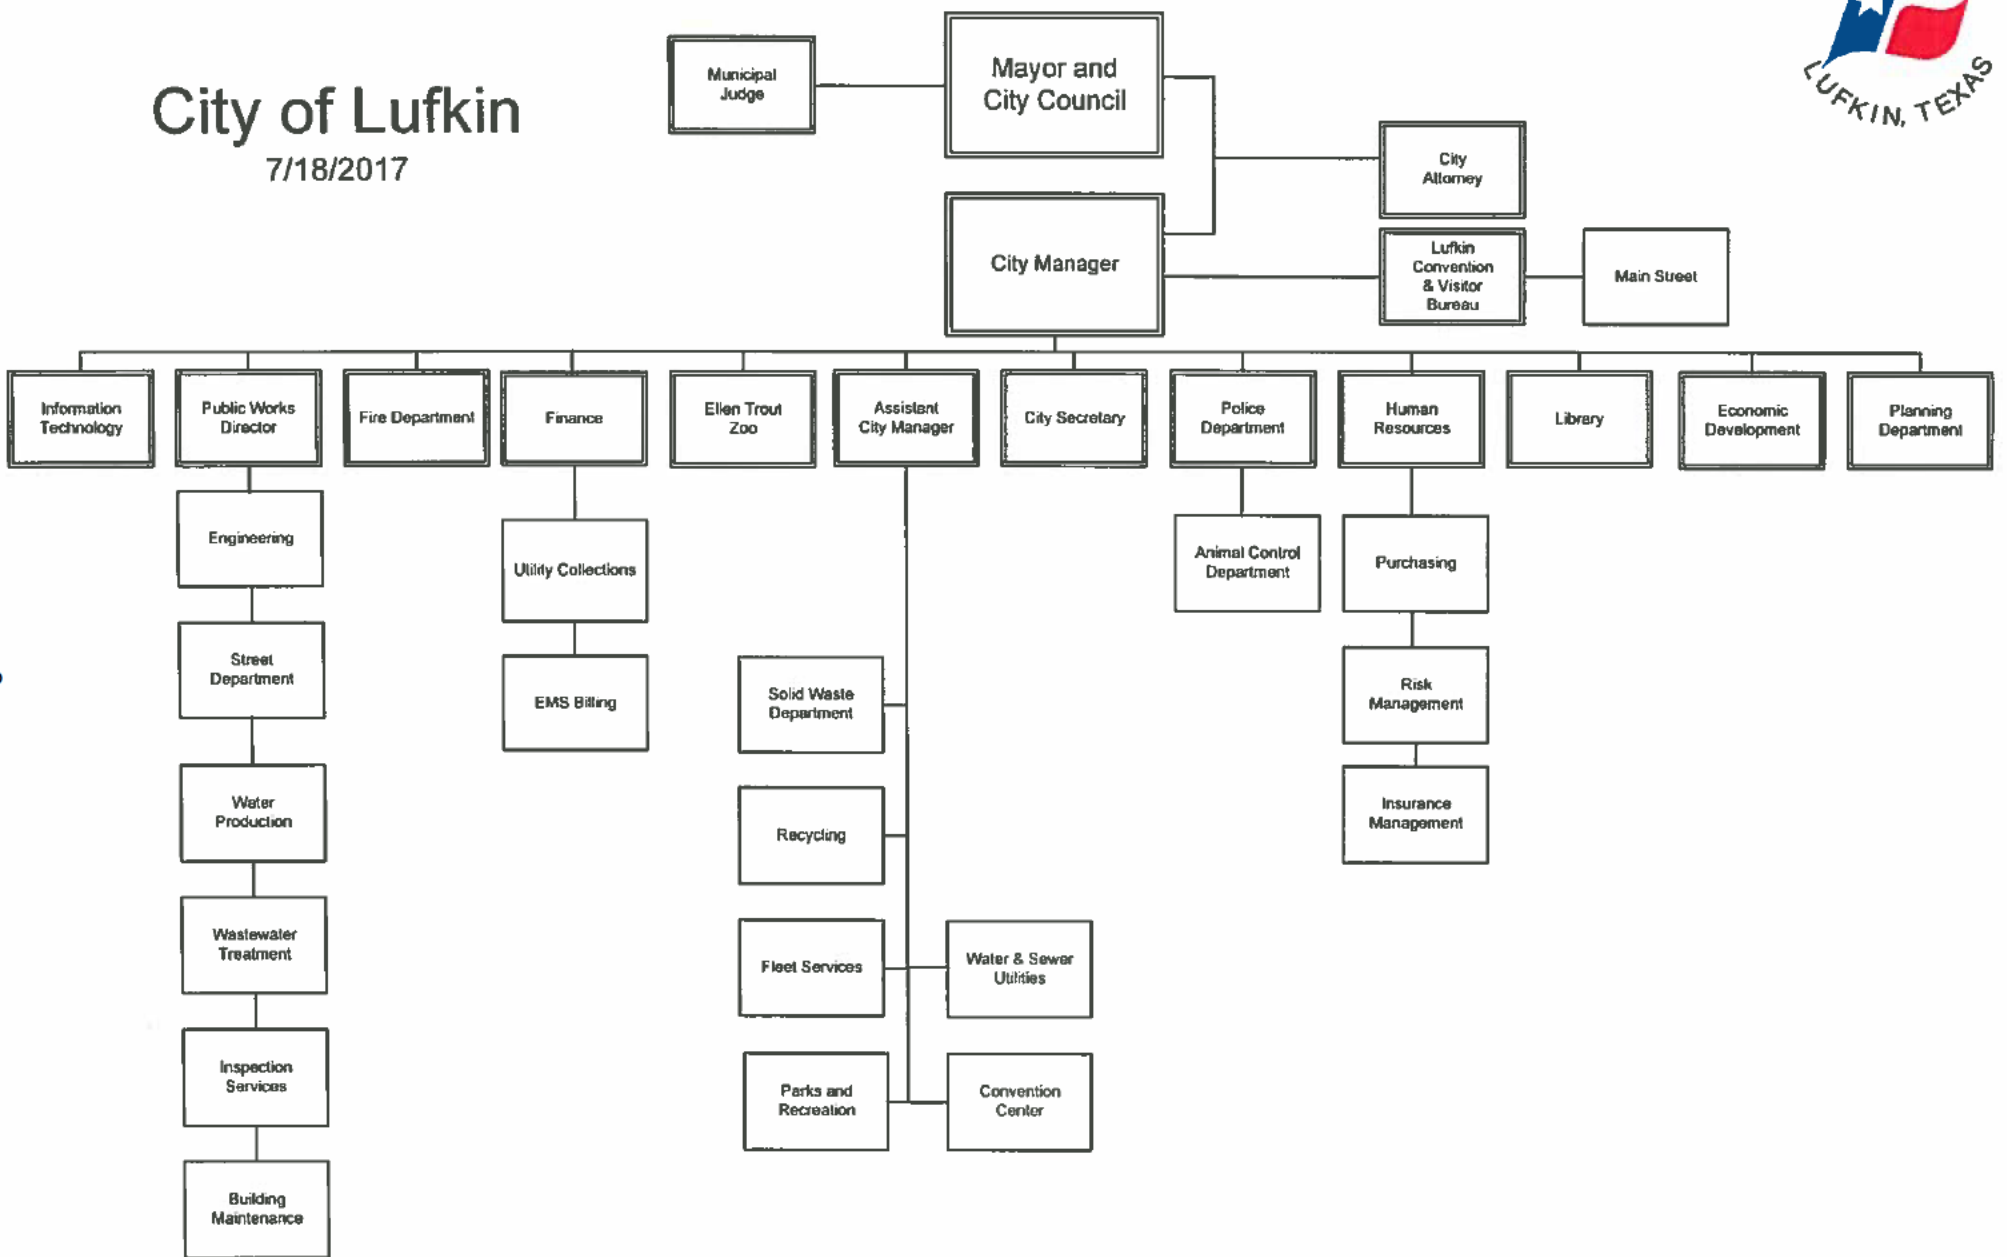 City of Lufkin
7/18/2017
Municipal
Judge
Mayor and
City Council
LUFKIN, TEXAS
City
Attorney
City Manager
Lufkin
Convention
& Visitor
Bureau
Main Street
Information
Technology
Public Works
Director
Fire Department
Finance
Ellen Trout
Zoo
Assistant
City Manager
City Secretary
Police
Department
Human
Resources
Library
Economic
Development
Planning
Department
Engineering
Street
Department
Water
Production
Wastewater
Treatment
Inspection
Services
Building
Maintenance
Utility Collections
EMS Billing
Solid Waste
Department
Recycling
Fleet Services
Parks and
Recreation
Water & Sewer
Utilities
Convention
Center
Animal Control
Department
Purchasing
Risk
Management
Insurance
Management